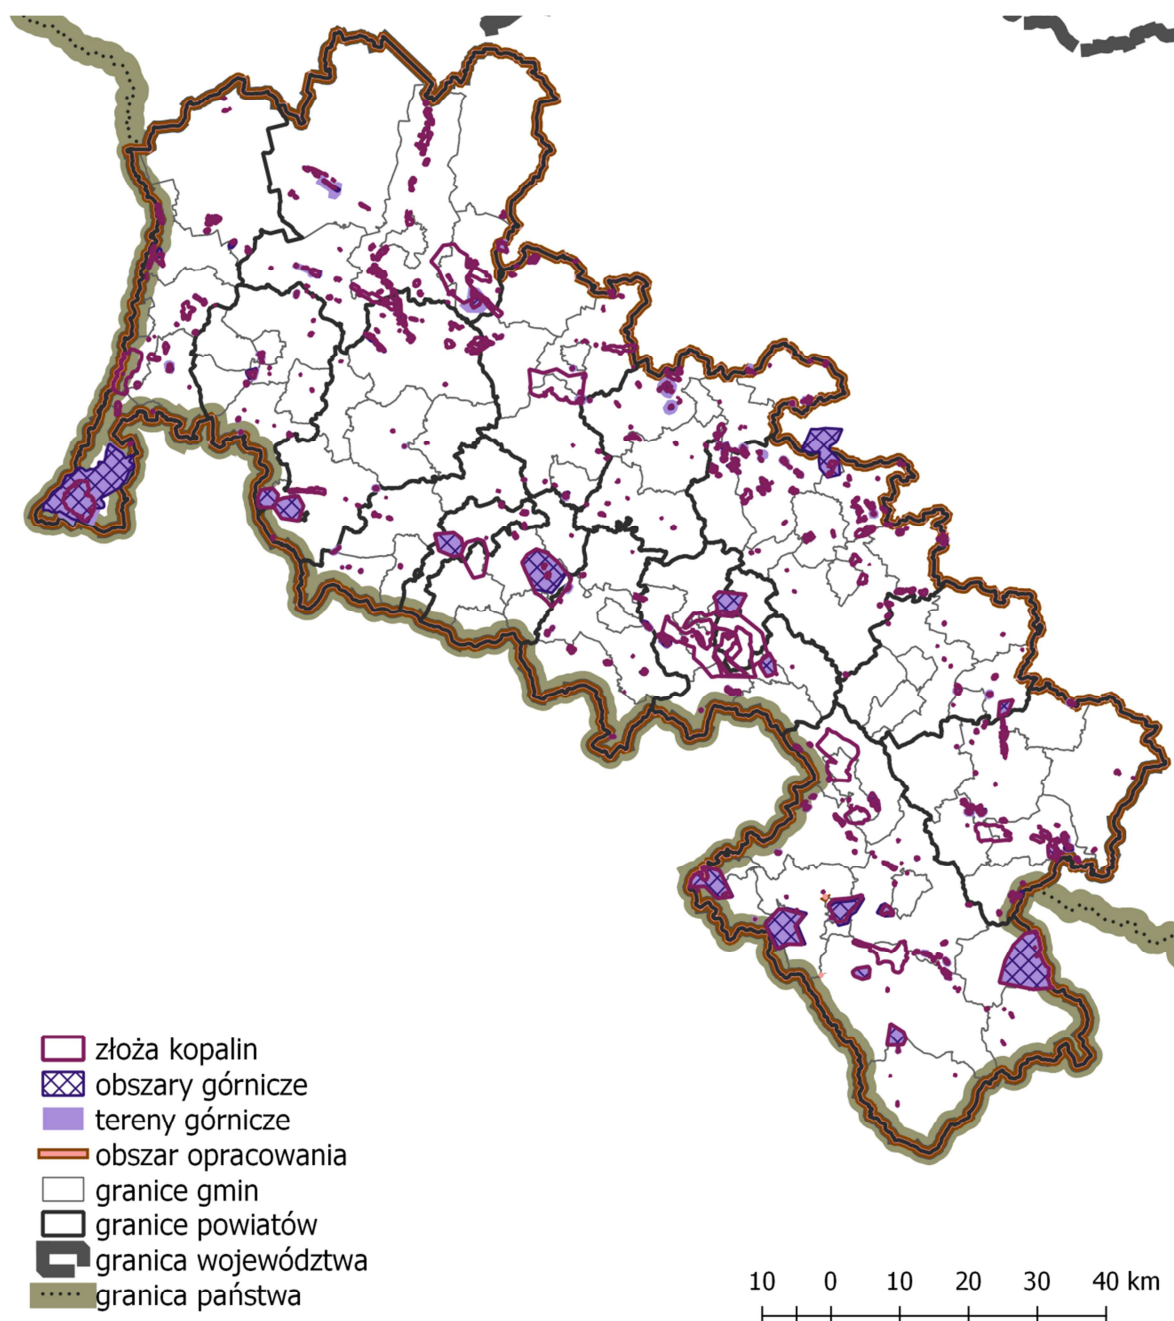 złoża kopalin
obszary górnicze
tereny górnicze
obszar opracowania
granice gmin
granice powiatów
granica województwa
granica państwa
10 0 10 20 30 40 km